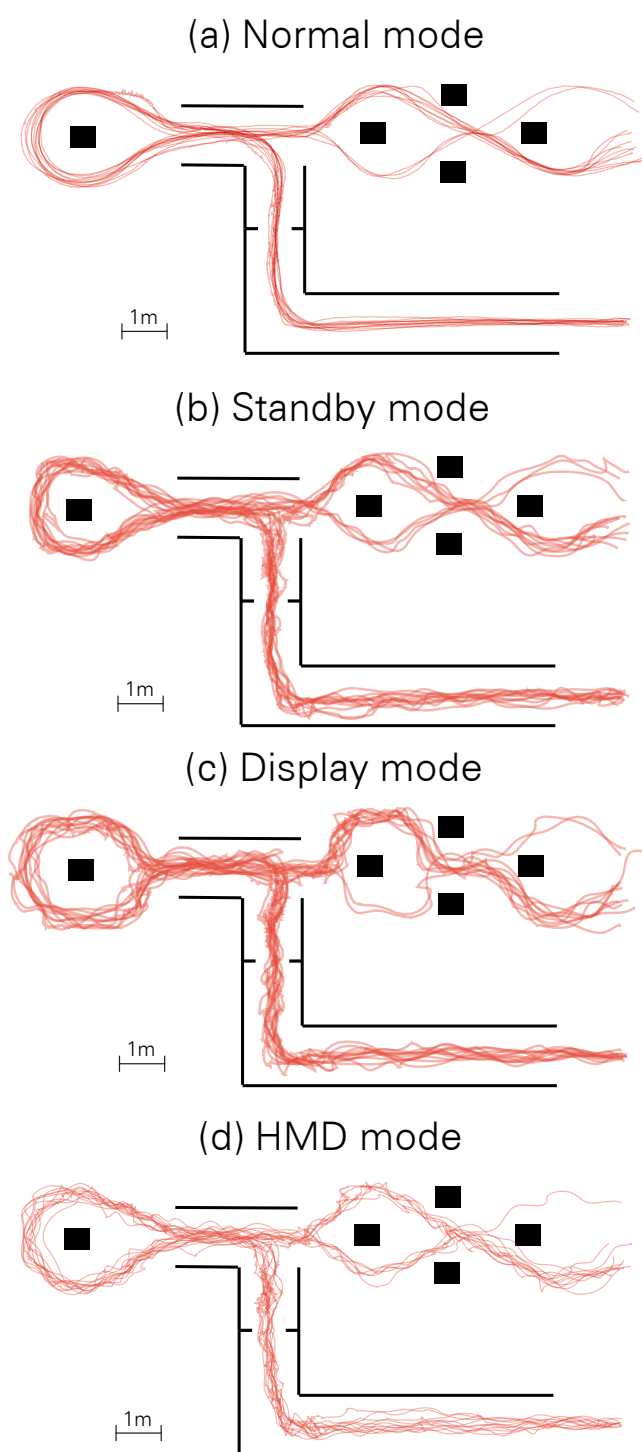 (a) Normal mode
1m
(b) Standby mode
1m
(c) Display mode
1m
(d) HMD mode
1m